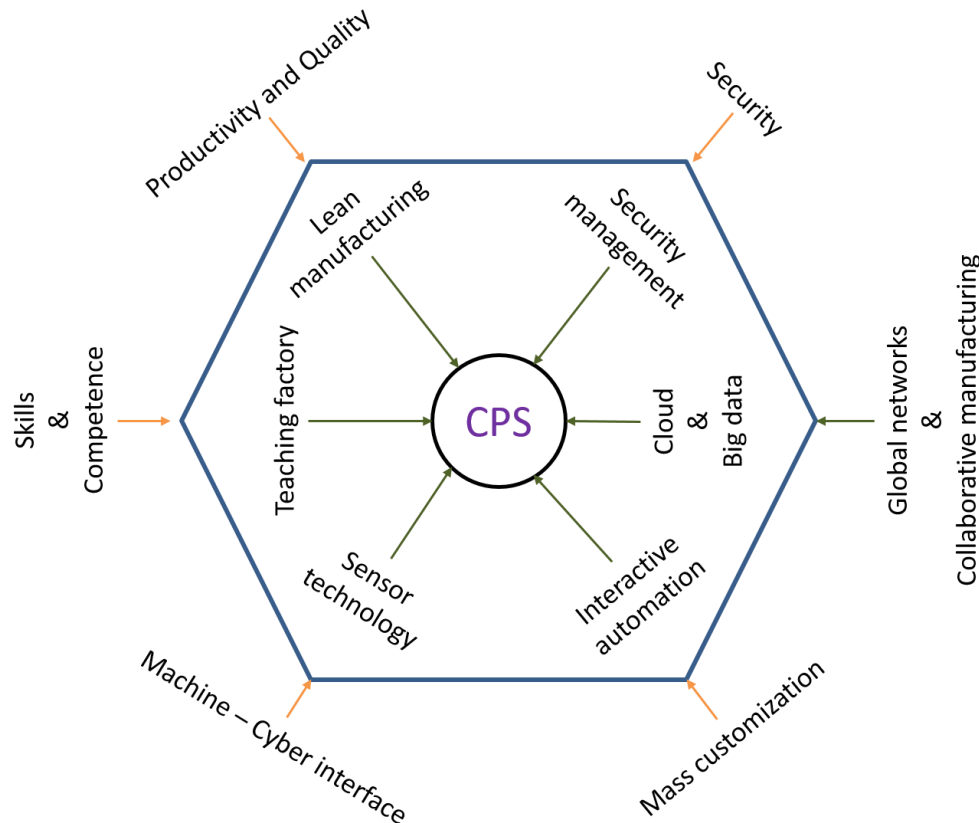 Productivity and Quality
Security
Lean
manufacturing
Security
management
Skills
&
Competence
Teaching factory
CPS
Cloud
&
Big data
Global networks
&
Collaborative manufacturing
Sensor
technology
Interactive
automation
Machine – Cyber interface
Mass customization